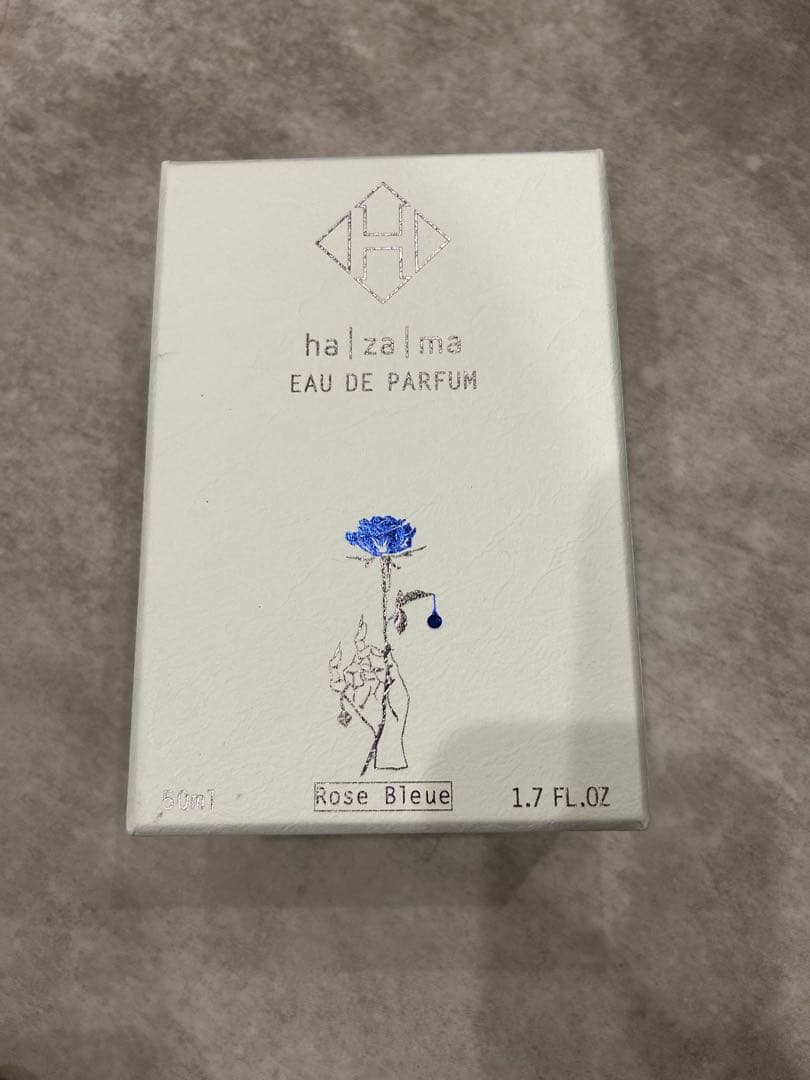 H
ha|za|ma
EAU DE PARFUM
50ml
Rose Bleue
1.7 FL.OZ